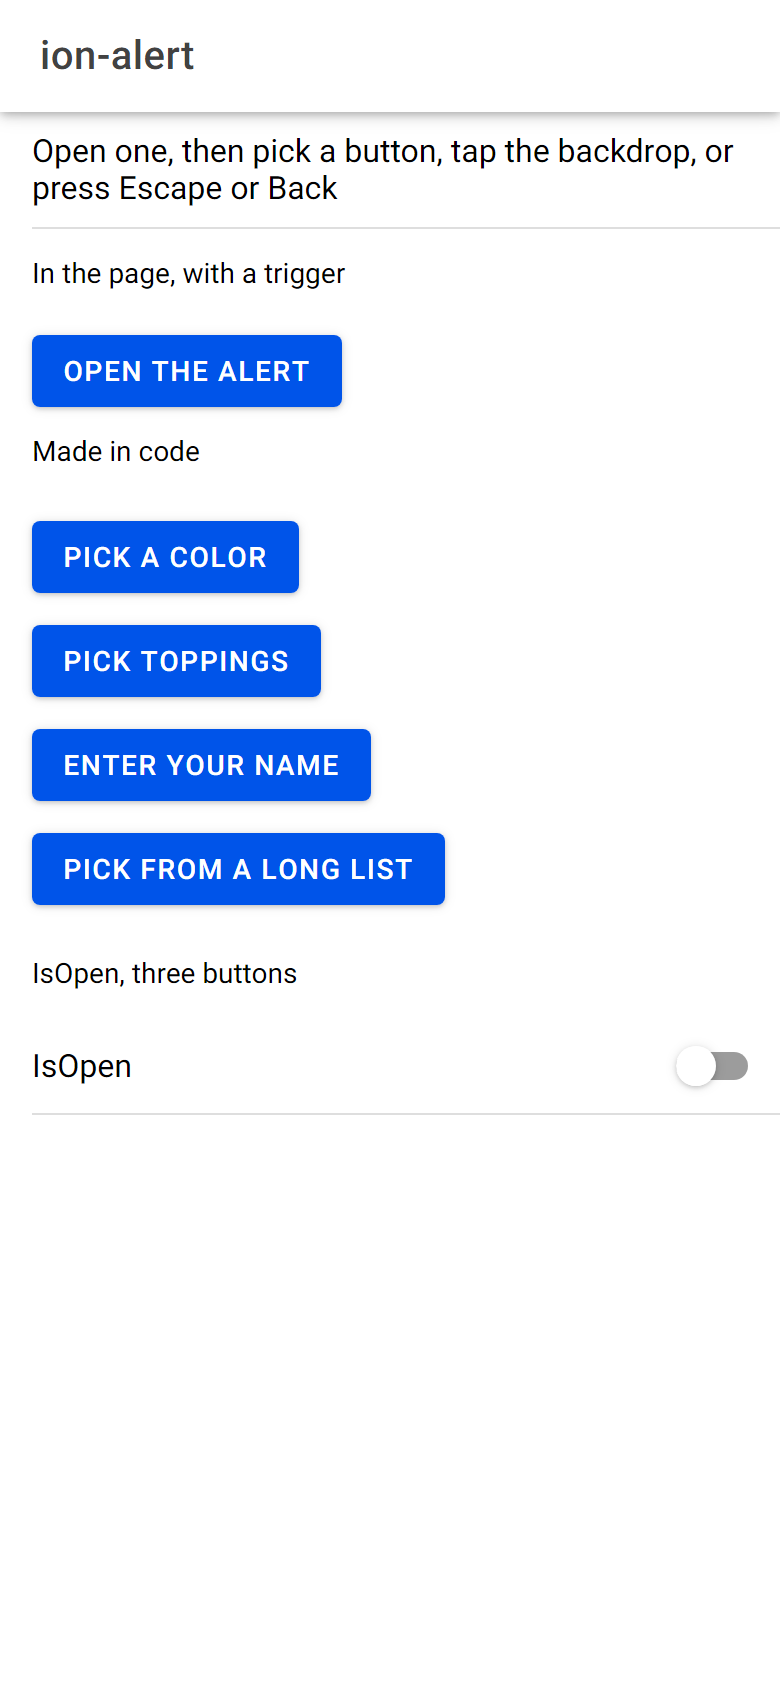 ion-alert
Open one, then pick a button, tap the backdrop, or
press Escape or Back
In the page, with a trigger
OPEN THE ALERT
Made in code
PICK A COLOR
PICK TOPPINGS
ENTER YOUR NAME
PICK FROM A LONG LIST
IsOpen, three buttons
IsOpen